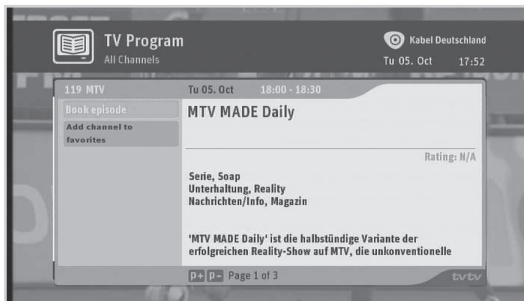 TV Program
Kabel Deutschland
All Channels
Tu 05. Oct 17:52
119 MTV
Tu 05. Oct 18:00 - 18:30
Book episode
MTV MADE Daily
Add channel to
favorites
Rating: N/A
Serie, Soap
Unterhaltung, Reality
Nachrichten/Info, Magazin
'MTV MADE Daily' ist die halbstündige Variante der
erfolgreichen Reality-Show auf MTV, die unkonventionelle
P+ P- Page 1 of 3
tvtv